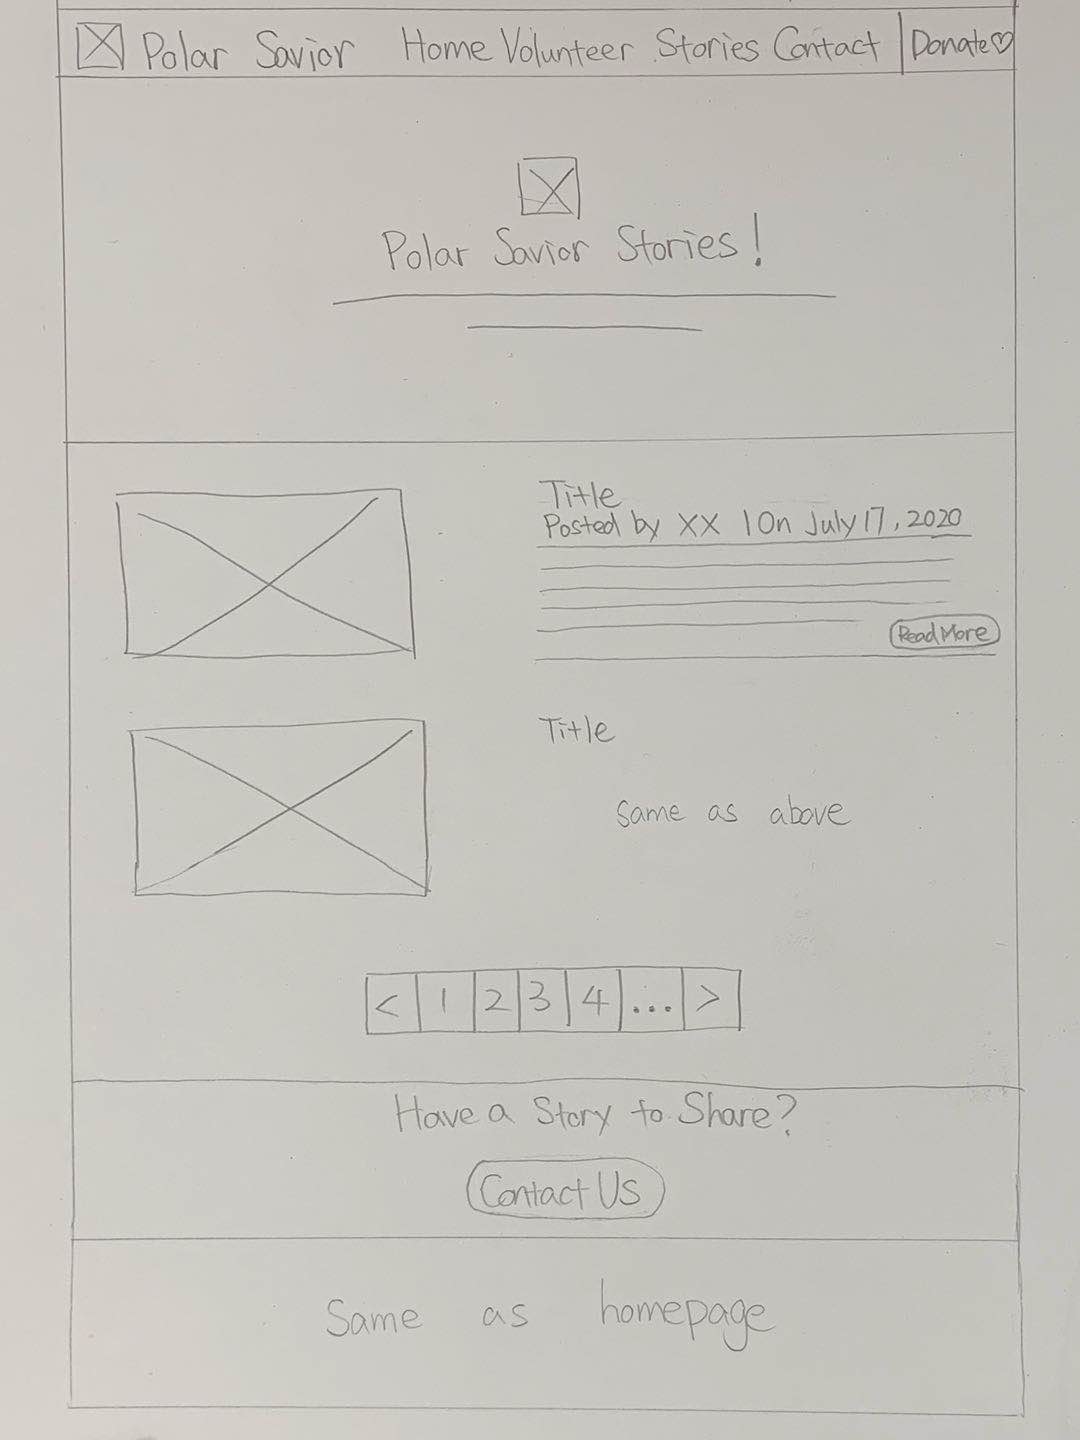 Polar Savior Home Volunteer Stories Contact Donate♡
Polar Savior Stories!
Title
Posted by XX | On July 17, 2020
Read More
Title
Same as above
< 1 2 3 4 ... >
Have a Story to Share?
Contact Us
Same as homepage